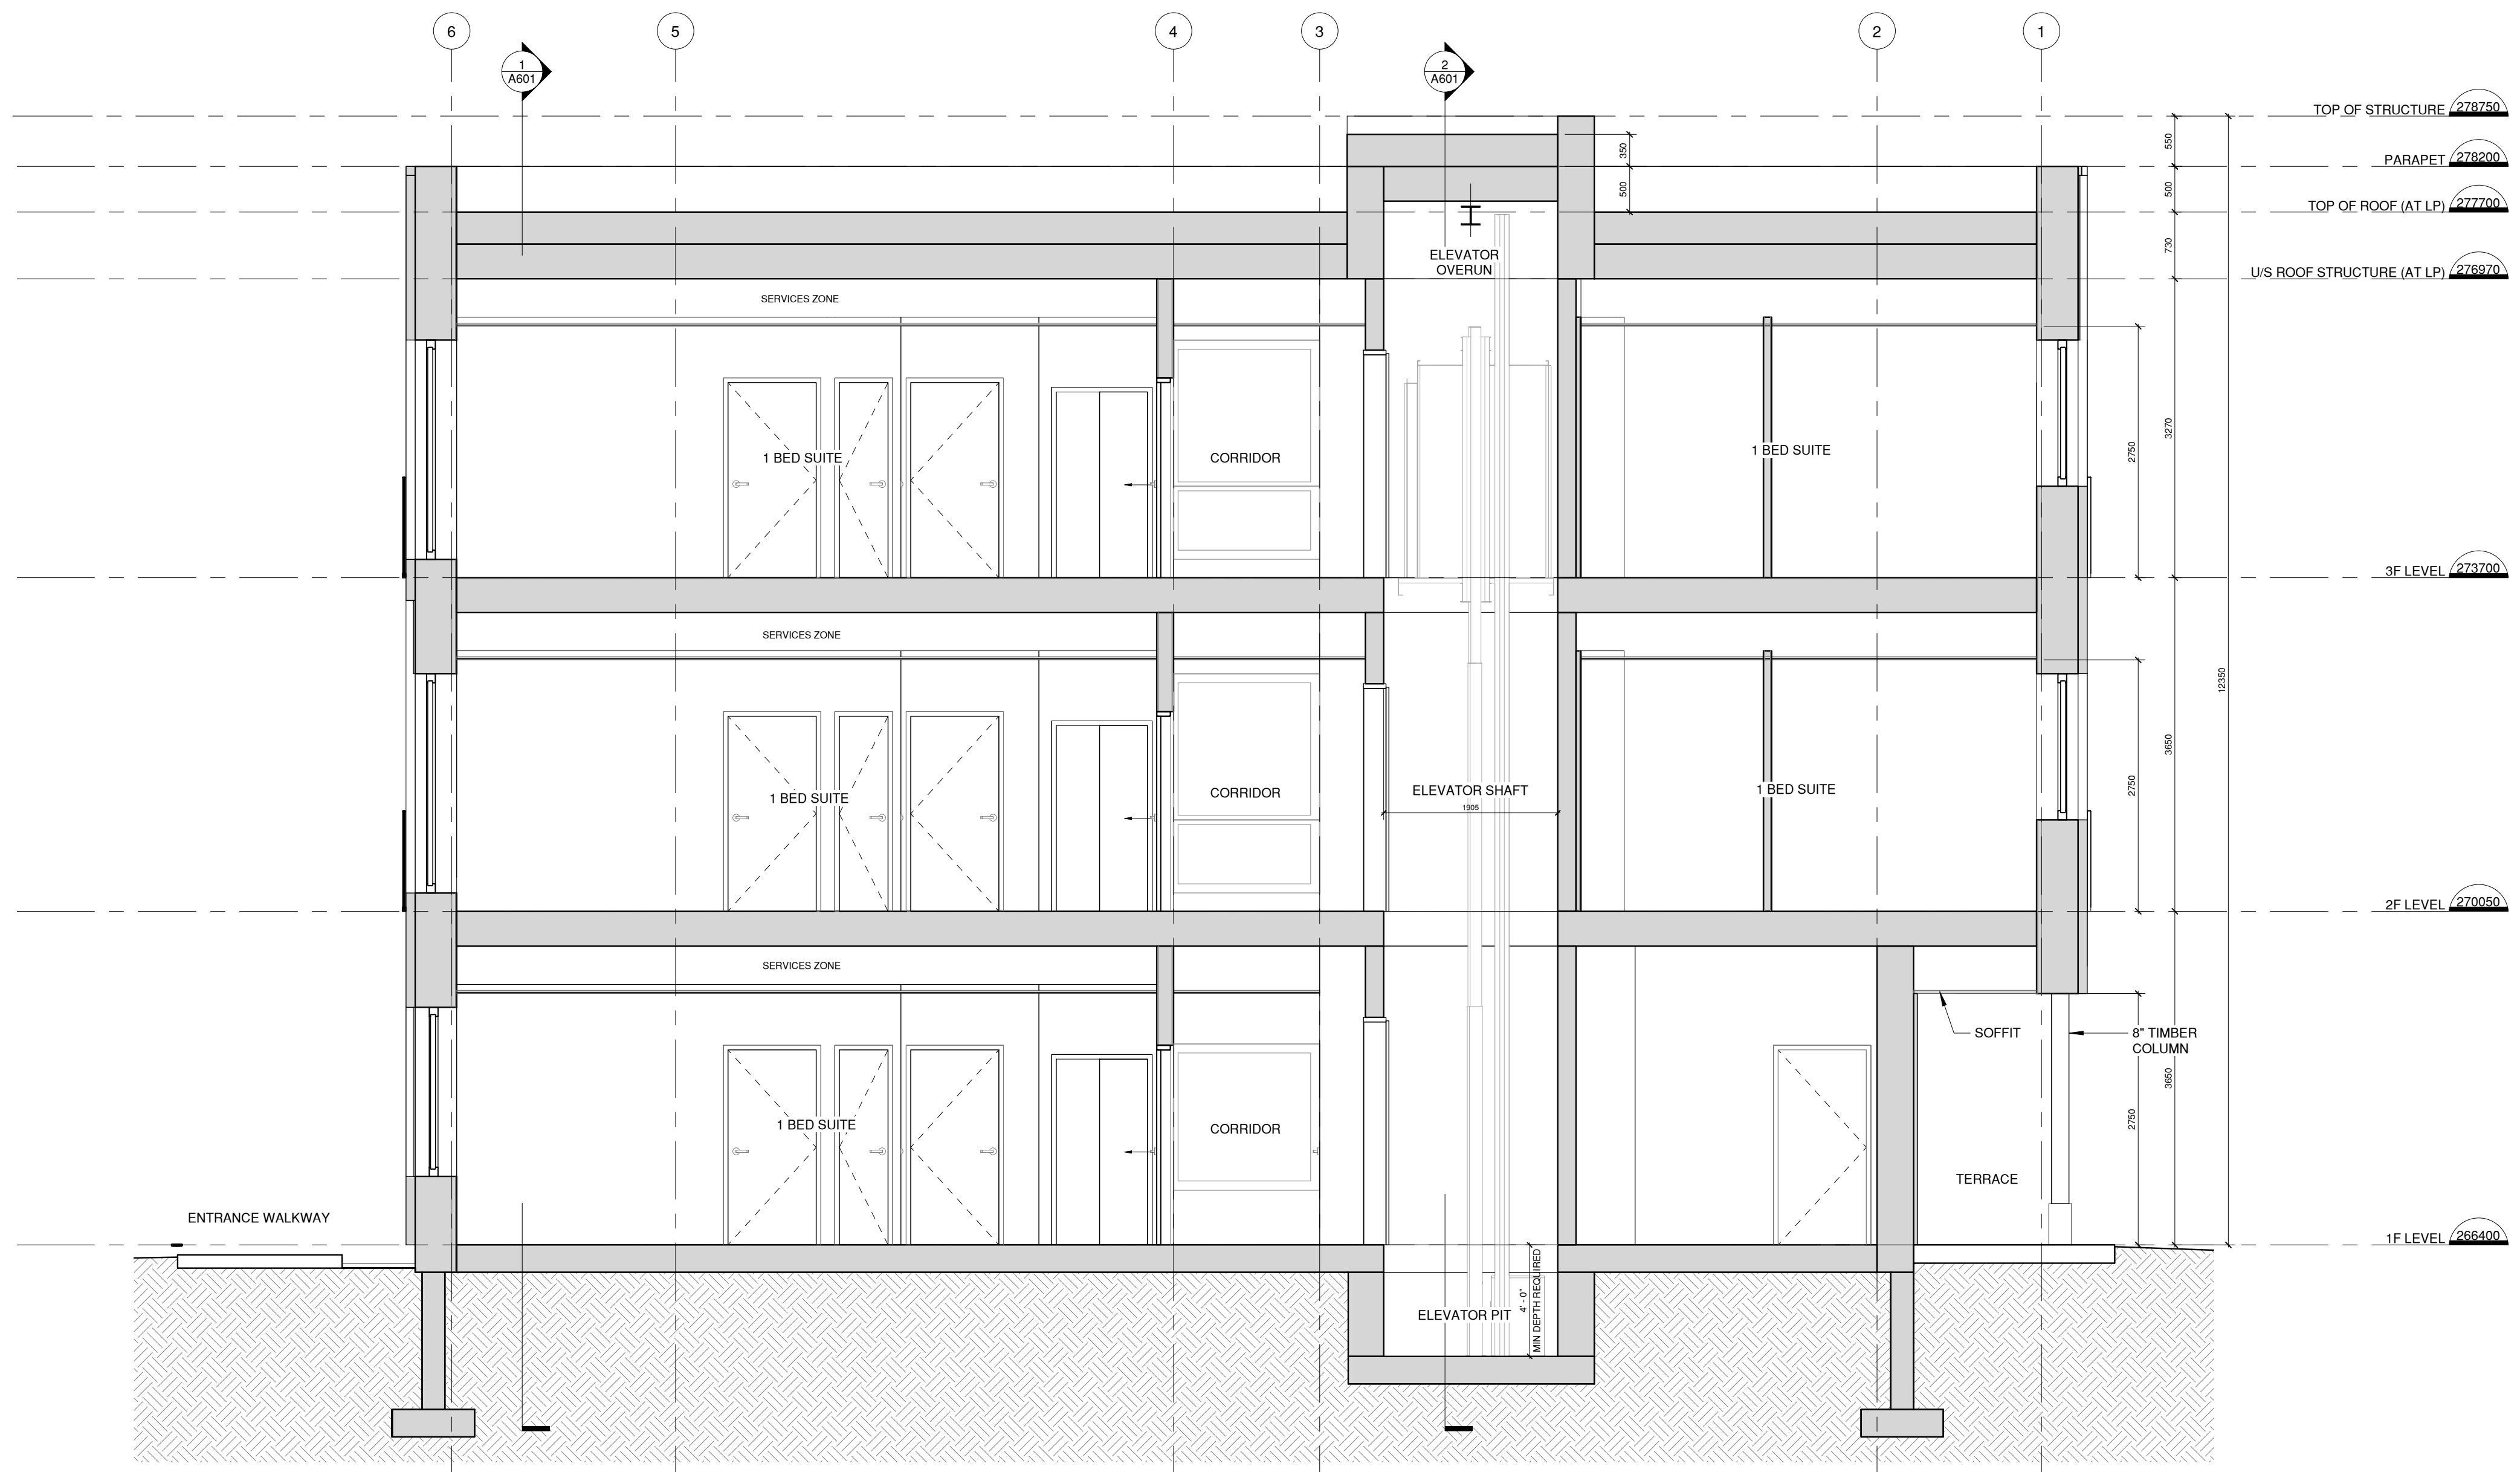 6
5
4
3
2
1
1
A601
2
A601
TOP OF STRUCTURE 278750
PARAPET 278200
TOP OF ROOF (AT LP) 277700
U/S ROOF STRUCTURE (AT LP) 276970
550
350
500
500
730
ELEVATOR
OVERUN
SERVICES ZONE
1 BED SUITE
CORRIDOR
1 BED SUITE
2750
3270
3F LEVEL 273700
SERVICES ZONE
12350
1 BED SUITE
CORRIDOR
ELEVATOR SHAFT
1905
1 BED SUITE
2750
3650
2F LEVEL 270050
SERVICES ZONE
SOFFIT
8" TIMBER
COLUMN
1 BED SUITE
CORRIDOR
2750
3650
TERRACE
ENTRANCE WALKWAY
1F LEVEL 266400
ELEVATOR PIT
4' - 0"
MIN DEPTH REQUIRED